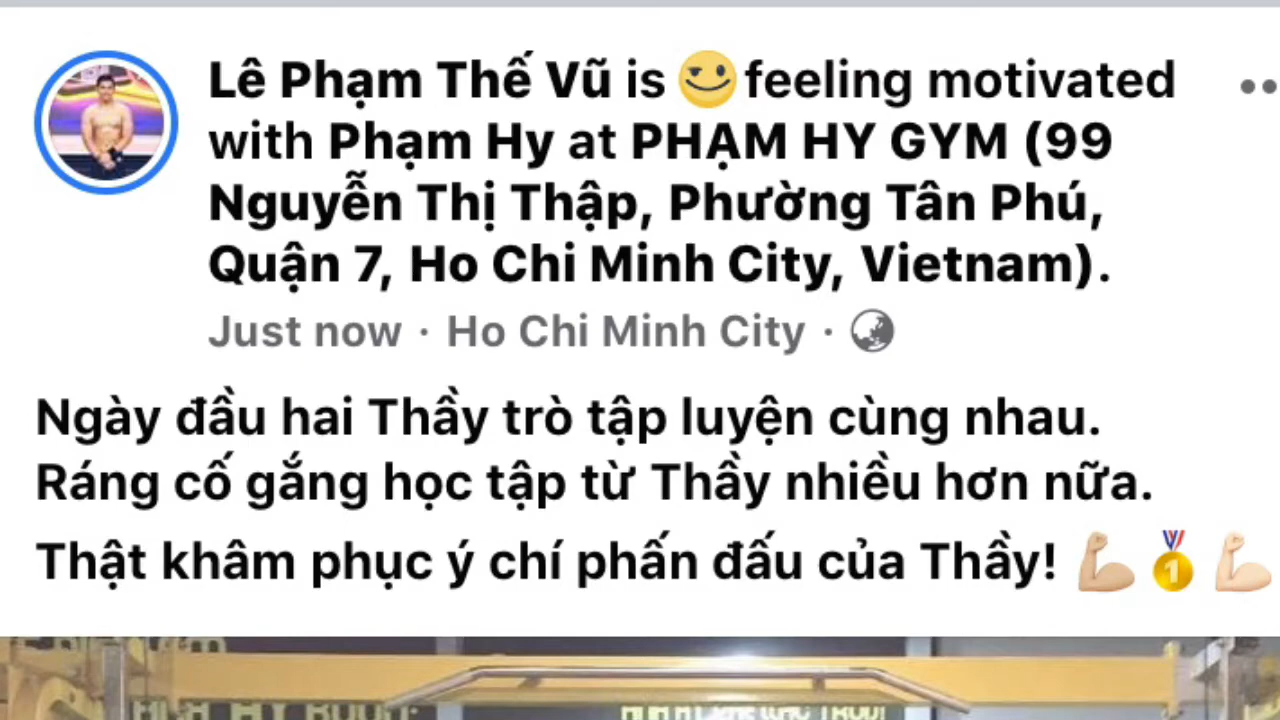 Lê Phạm Thế Vũ is 😏 feeling motivated
with Phạm Hy at PHẠM HY GYM (99
Nguyễn Thị Thập, Phường Tân Phú,
Quận 7, Ho Chi Minh City, Vietnam).
Just now · Ho Chi Minh City ·
Ngày đầu hai Thầy trò tập luyện cùng nhau.
Ráng cố gắng học tập từ Thầy nhiều hơn nữa.
Thật khâm phục ý chí phấn đấu của Thầy! 💪🏼🥇💪🏻